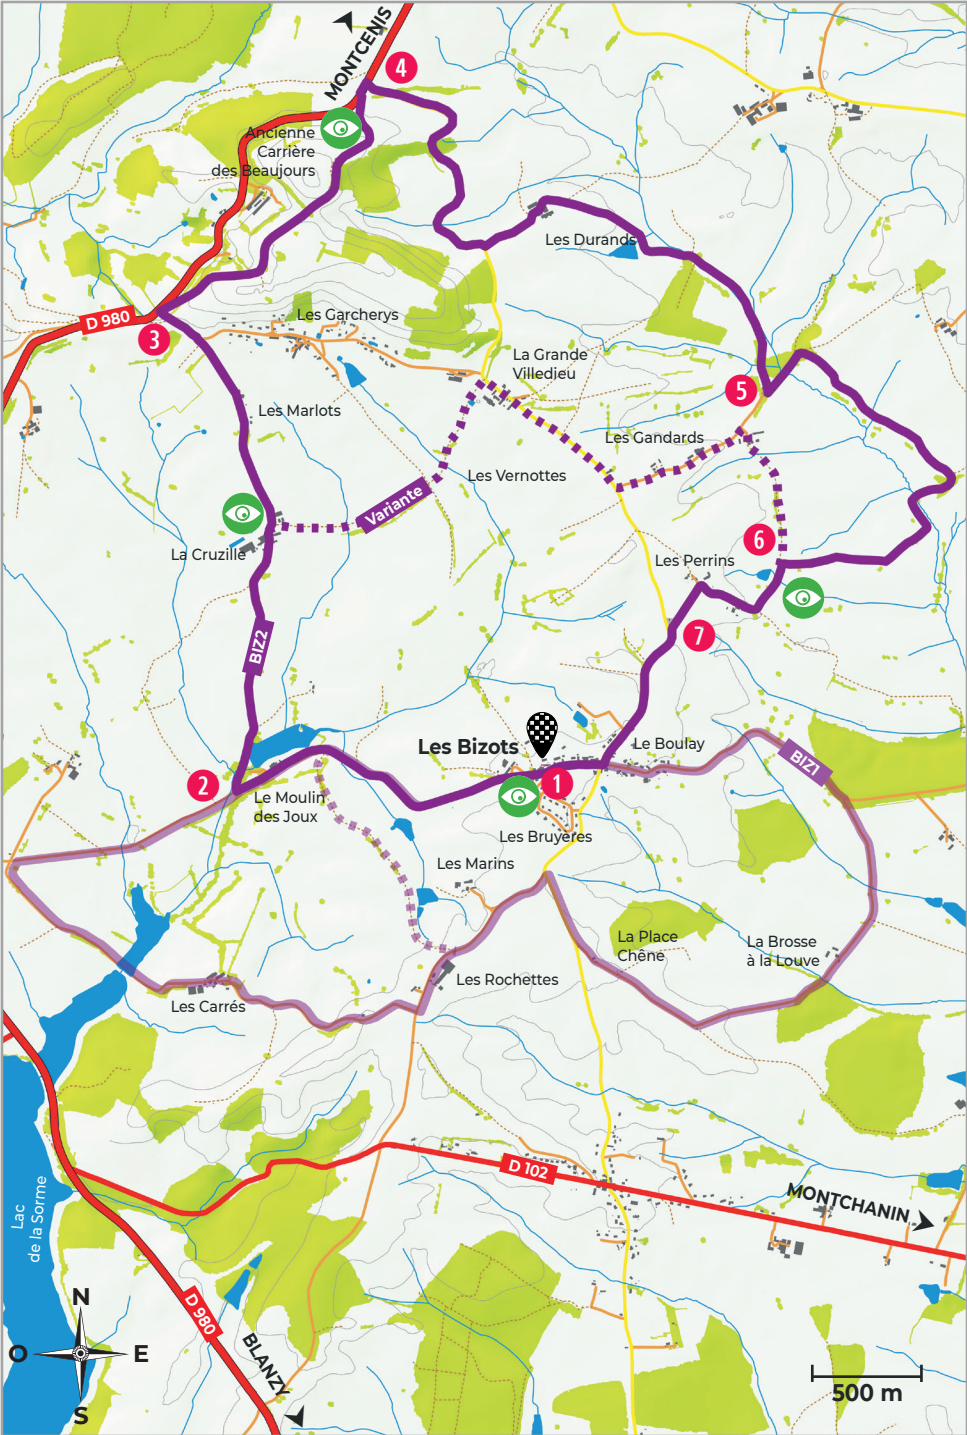 MONTCENIS
4
Ancienne
Carrière
des Beaujours
Les Durands
D 980
3
Les Garcherys
La Grande
Villedieu
5
Les Marlots
Les Gandards
Les Vernottes
Variante
6
La Cruzille
Les Perrins
7
BIZ2
Les Bizots
Le Boulay
BIZ1
2
1
Le Moulin
des Joux
Les Bruyères
Les Marins
La Place
Chêne
La Brosse
à la Louve
Les Rochettes
Les Carrés
D 102
MONTCHANIN
Lac
de la Sorme
D 980
BLANZY
N
O
E
S
500 m